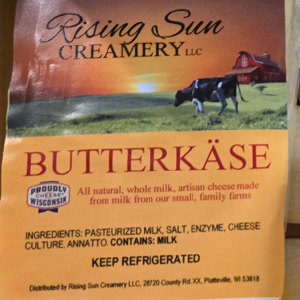 Rising Sun
CREAMERY LLC
BUTTERKÄSE
PROUDLY
WISCONSIN
CHEESE
All natural, whole milk, artisan cheese made
from milk from our small, family farms
INGREDIENTS: PASTEURIZED MILK, SALT, ENZYME, CHEESE
CULTURE, ANNATTO. CONTAINS: MILK
KEEP REFRIGERATED
Distributed by Rising Sun Creamery LLC, 28720 County Rd. XX, Platteville, WI 53818